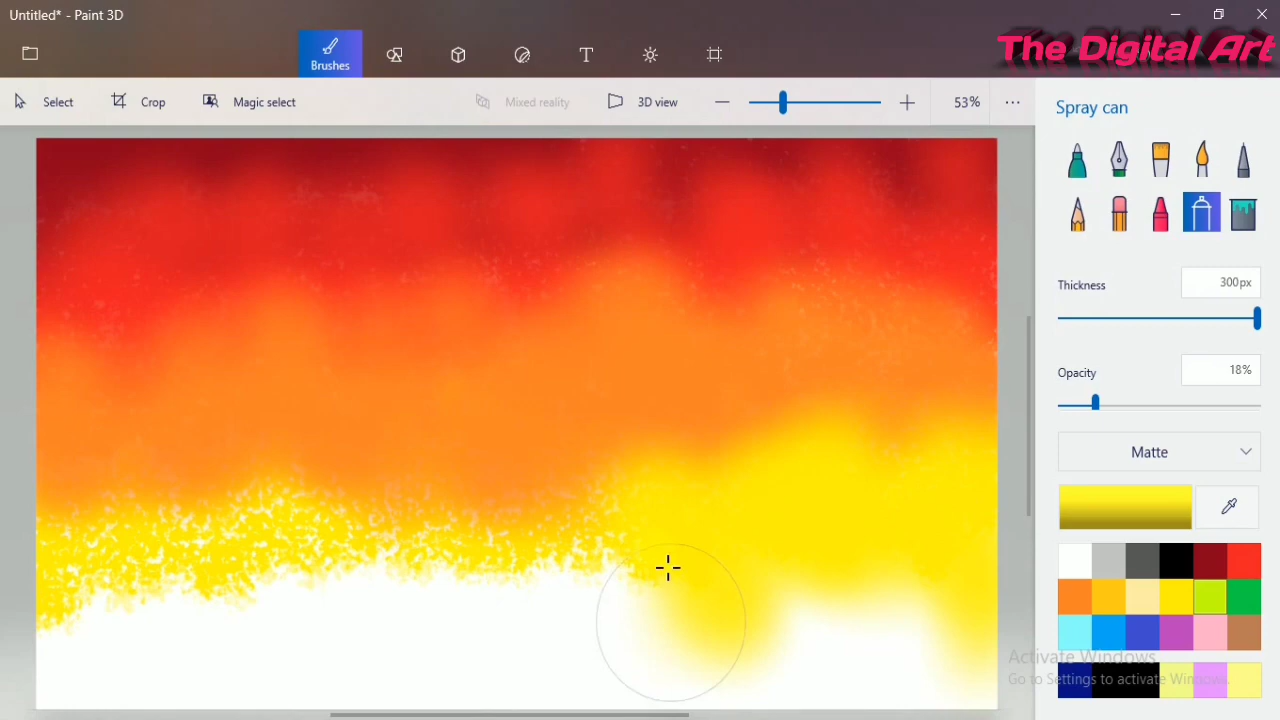 Untitled* - Paint 3D
The Digital Art
Brushes
Select
Crop
Magic select
Mixed reality
3D view
53%
Spray can
Thickness
300px
Opacity
18%
Matte
Activate Windows
Go to Settings to activate Windows.